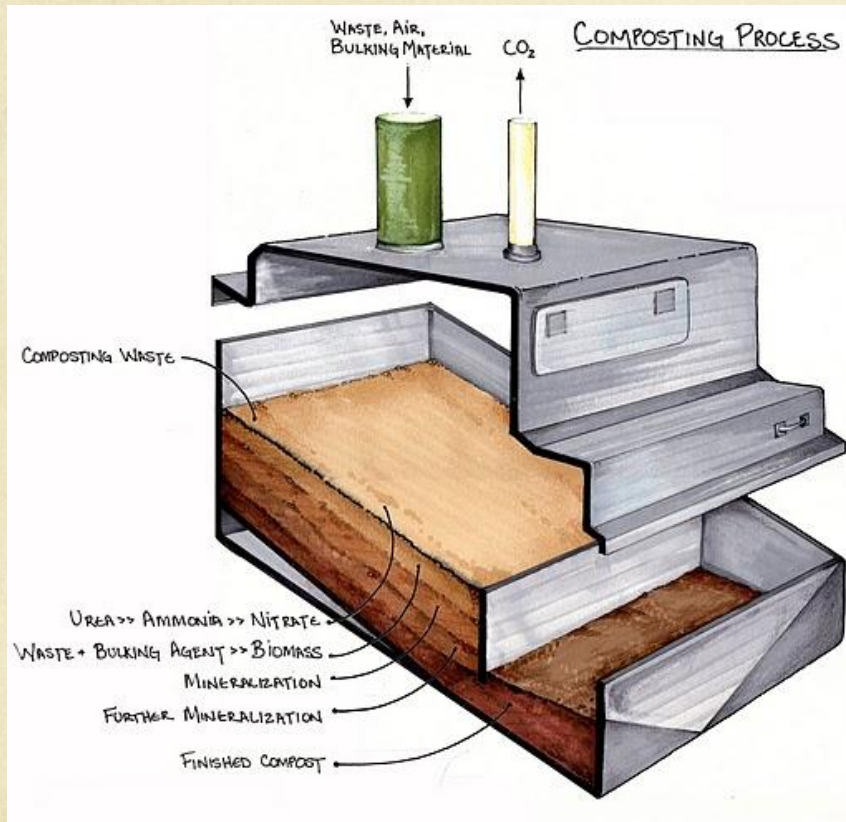 COMPOSTING PROCESS
WASTE, AIR,
BULKING MATERIAL
CO₂
COMPOSTING WASTE
UREA >> AMMONIA >> NITRATE
WASTE + BULKING AGENT >> BIOMASS
MINERALIZATION
FURTHER MINERALIZATION
FINISHED COMPOST